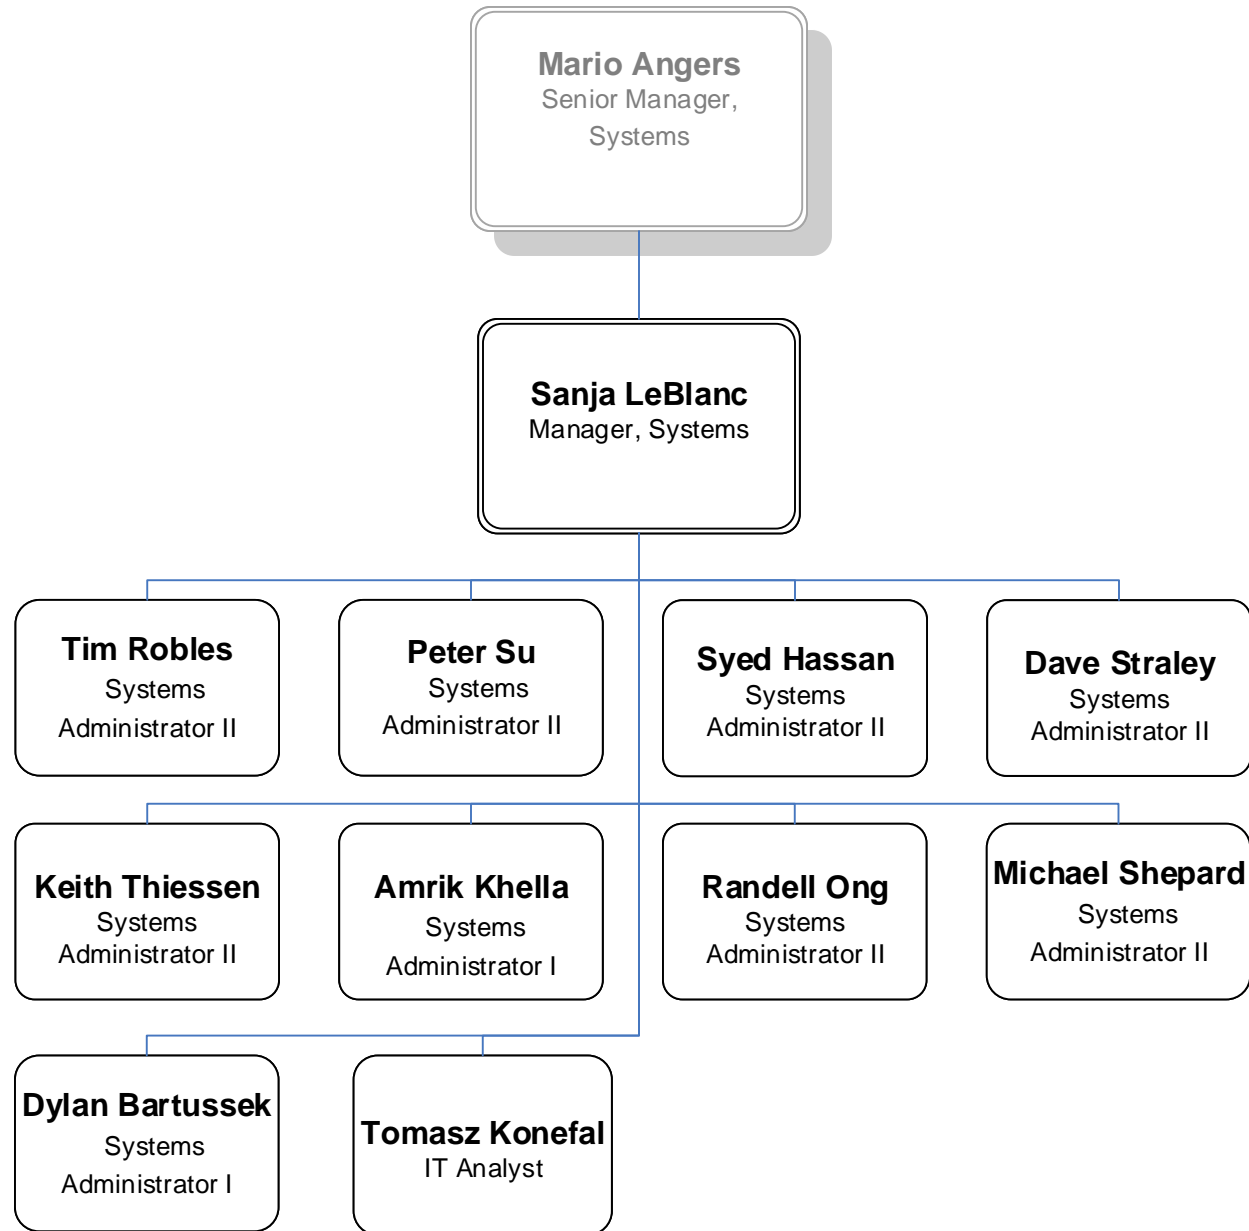 Mario Angers
Senior Manager,
Systems
Sanja LeBlanc
Manager, Systems
Tim Robles
Systems
Administrator II
Peter Su
Systems
Administrator II
Syed Hassan
Systems
Administrator II
Dave Straley
Systems
Administrator II
Keith Thiessen
Systems
Administrator II
Amrik Khella
Systems
Administrator I
Randell Ong
Systems
Administrator II
Michael Shepard
Systems
Administrator II
Dylan Bartussek
Systems
Administrator I
Tomasz Konefal
IT Analyst